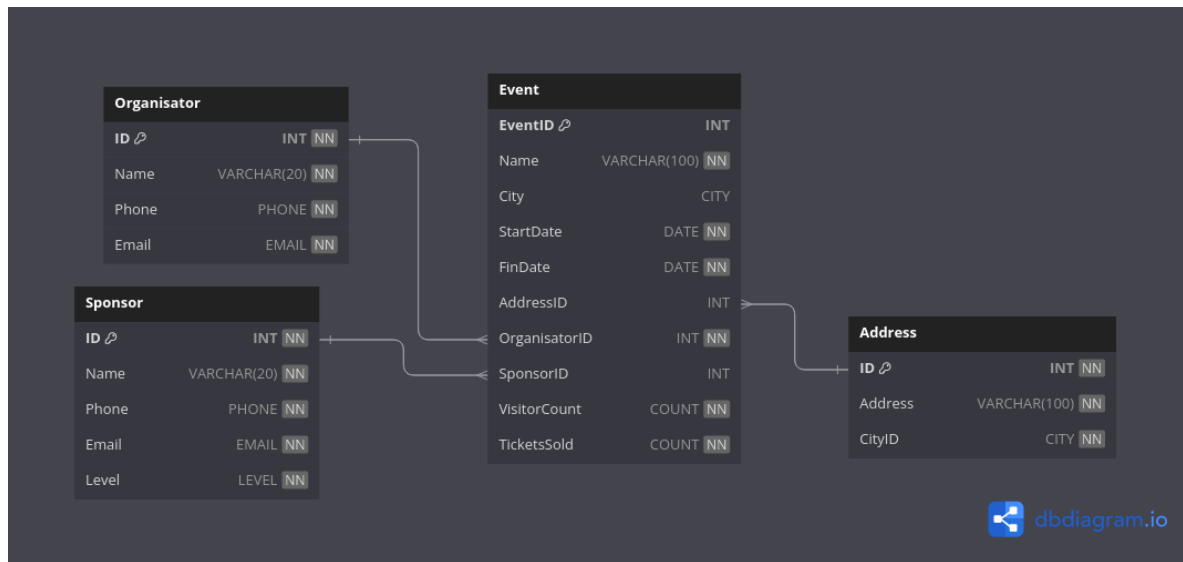 Organisator
ID INT NN
Name VARCHAR(20) NN
Phone PHONE NN
Email EMAIL NN
Sponsor
ID INT NN
Name VARCHAR(20) NN
Phone PHONE NN
Email EMAIL NN
Level LEVEL NN
Event
EventID INT
Name VARCHAR(100) NN
City CITY
StartDate DATE NN
FinDate DATE NN
AddressID INT
OrganisatorID INT NN
SponsorID INT
VisitorCount COUNT NN
TicketsSold COUNT NN
Address
ID INT NN
Address VARCHAR(100) NN
CityID CITY NN
dbdiagram.io